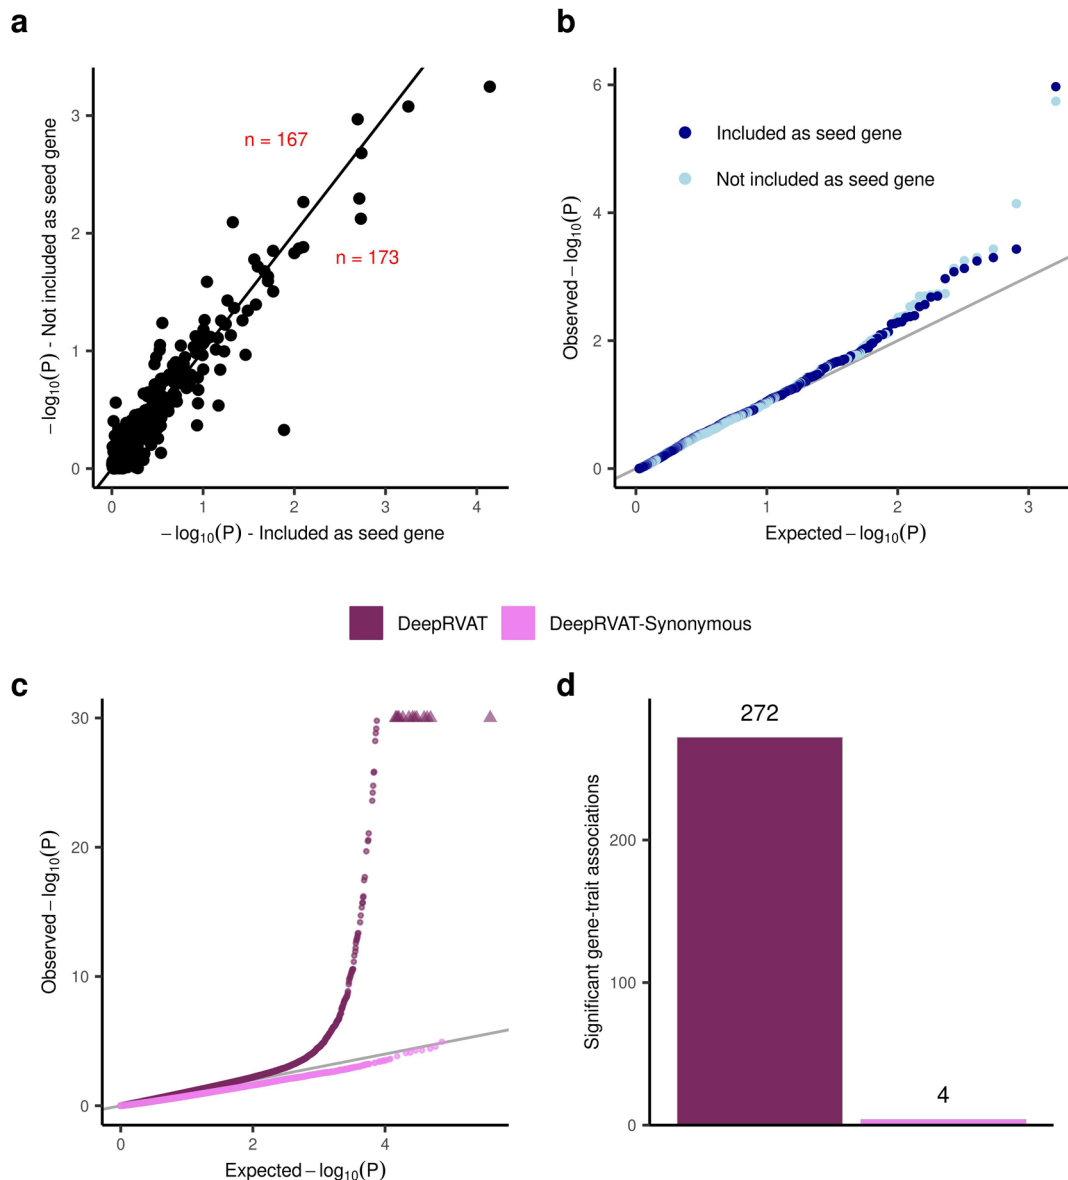 a
3
2
1
0
−log₁₀(P) - Not included as seed gene
n = 167
n = 173
0 1 2 3 4
−log₁₀(P) - Included as seed gene
b
6
4
2
0
Observed−log₁₀(P)
Included as seed gene
Not included as seed gene
0 1 2 3
Expected−log₁₀(P)
DeepRVAT DeepRVAT-Synonymous
c
30
20
10
0
Observed−log₁₀(P)
0 2 4
Expected−log₁₀(P)
d
272
4
200
100
0
Significant gene-trait associations